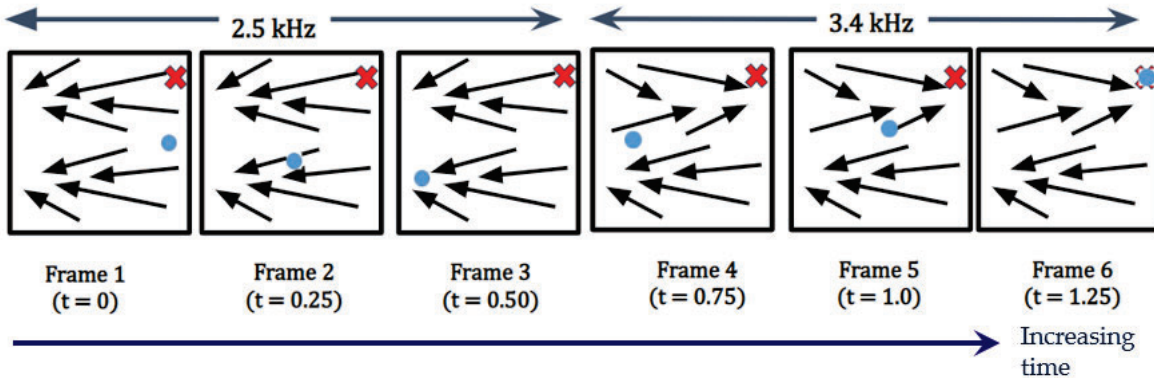 2.5 kHz
3.4 kHz
Frame 1
(t = 0)
Frame 2
(t = 0.25)
Frame 3
(t = 0.50)
Frame 4
(t = 0.75)
Frame 5
(t = 1.0)
Frame 6
(t = 1.25)
Increasing
time